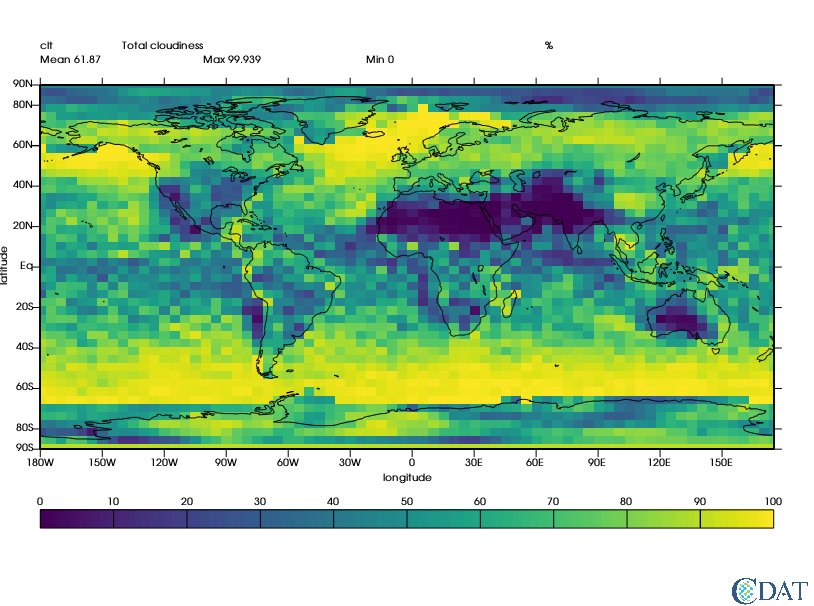 clt Total cloudiness %
Mean 61.87 Max 99.939 Min 0
90N
80N
60N
40N
20N
Eq
20S
40S
60S
80S
90S
latitude
180W 150W 120W 90W 60W 30W 0 30E 60E 90E 120E 150E
longitude
0 10 20 30 40 50 60 70 80 90 100
CDAT